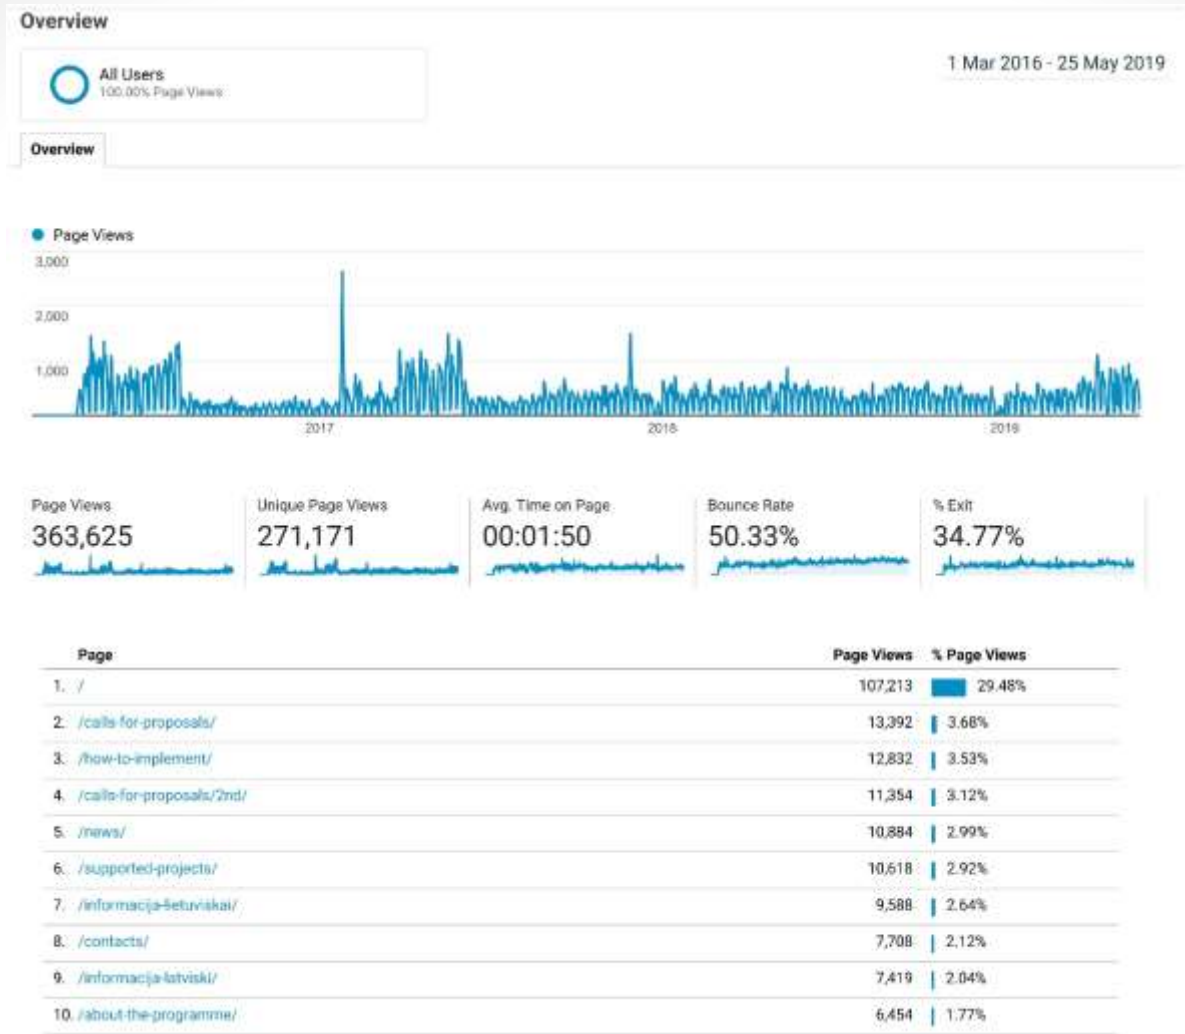 Overview
All Users
100.00% Page Views
1 Mar 2016 - 25 May 2019
Overview
Page Views
3,000
2,000
1,000
2017
2018
2019
Page Views
363,625
Unique Page Views
271,171
Avg. Time on Page
00:01:50
Bounce Rate
50.33%
% Exit
34.77%
Page Page Views % Page Views
1. / 107,213 29.48%
2. /calls-for-proposals/ 13,392 3.68%
3. /how-to-implement/ 12,832 3.53%
4. /calls-for-proposals/2nd/ 11,354 3.12%
5. /news/ 10,884 2.99%
6. /supported-projects/ 10,618 2.92%
7. /informacija-lietuviskai/ 9,588 2.64%
8. /contacts/ 7,708 2.12%
9. /informacija-latviski/ 7,419 2.04%
10. /about-the-programme/ 6,454 1.77%